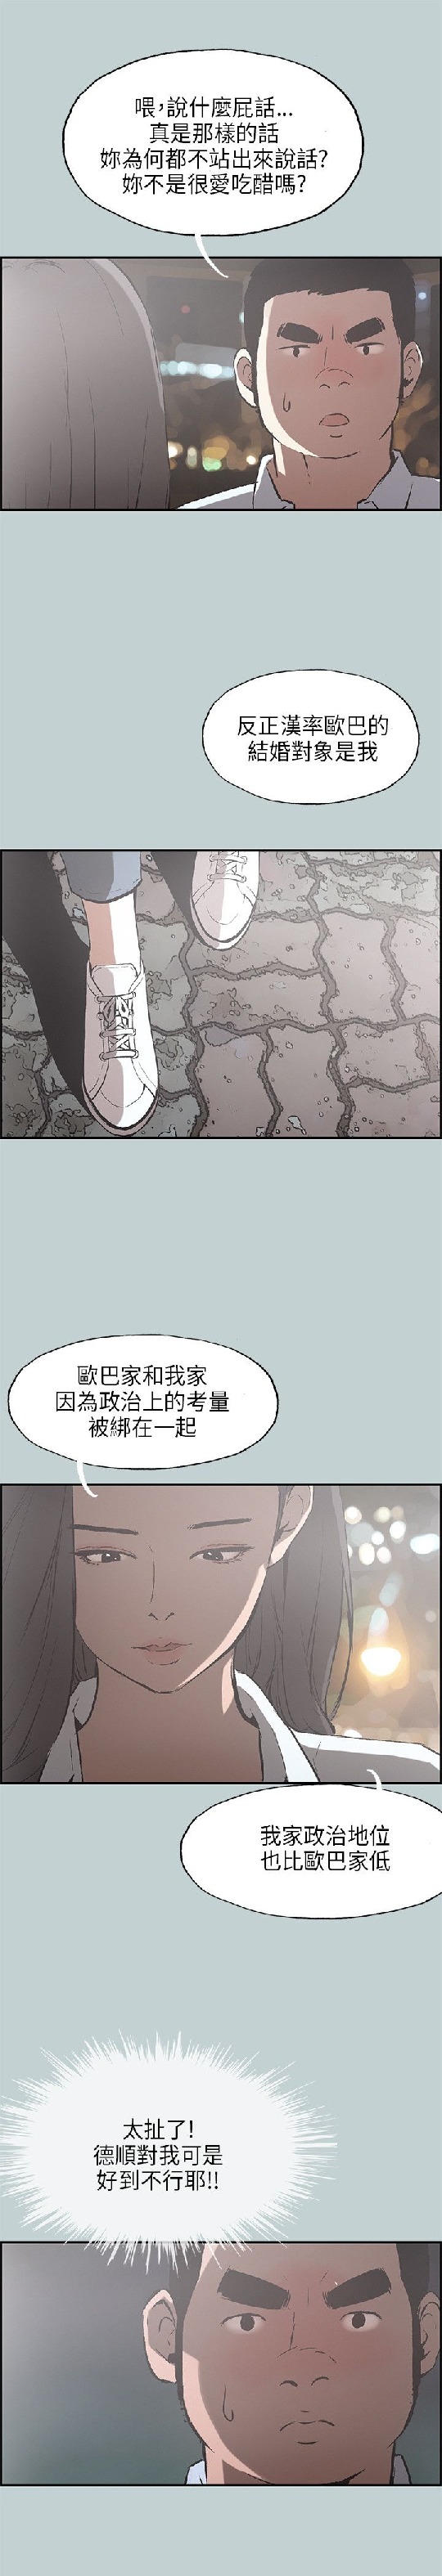 喂,說什麼屁話...
真是那樣的話
妳為何都不站出來說話?
妳不是很愛吃醋嗎?
反正漢率歐巴的
結婚對象是我
歐巴家和我家
因為政治上的考量
被綁在一起
我家政治地位
也比歐巴家低
太扯了!
德順對我可是
好到不行耶!!